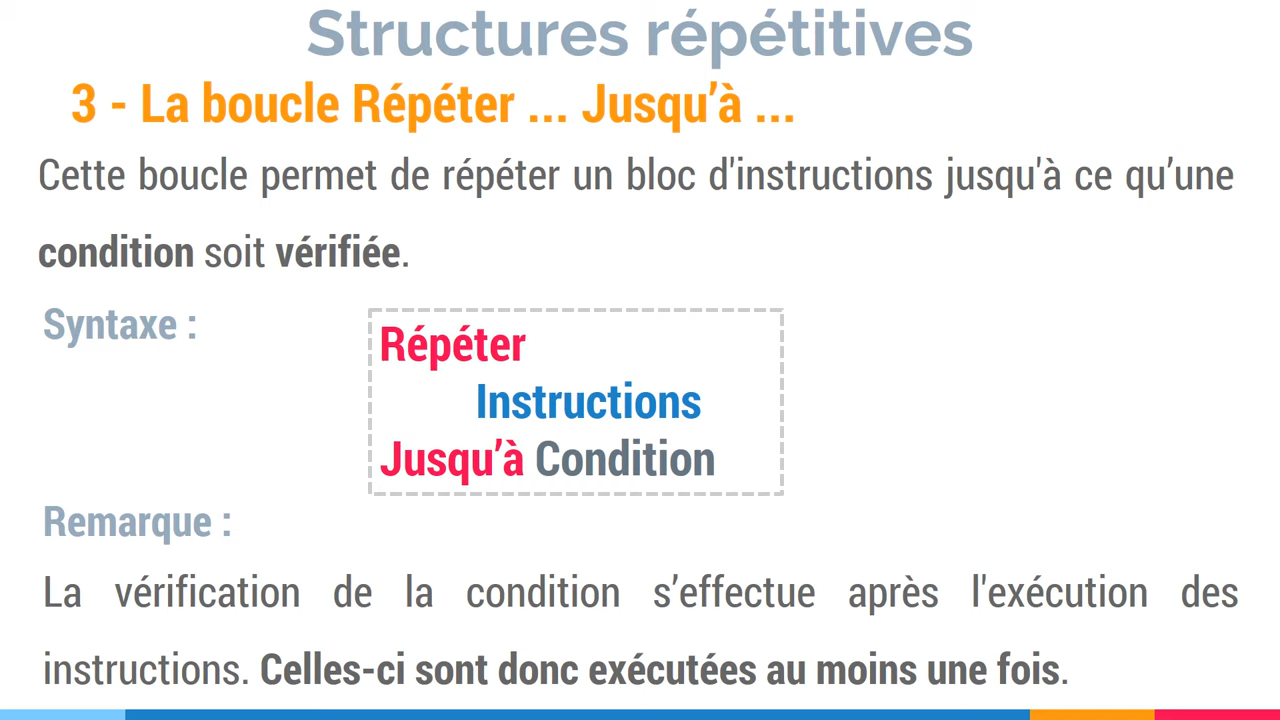 Structures répétitives
3 - La boucle Répéter ... Jusqu’à ...
Cette boucle permet de répéter un bloc d'instructions jusqu'à ce qu’une
condition soit vérifiée.
Syntaxe :
Répéter
Instructions
Jusqu’à Condition
Remarque :
La vérification de la condition s’effectue après l'exécution des
instructions. Celles-ci sont donc exécutées au moins une fois.